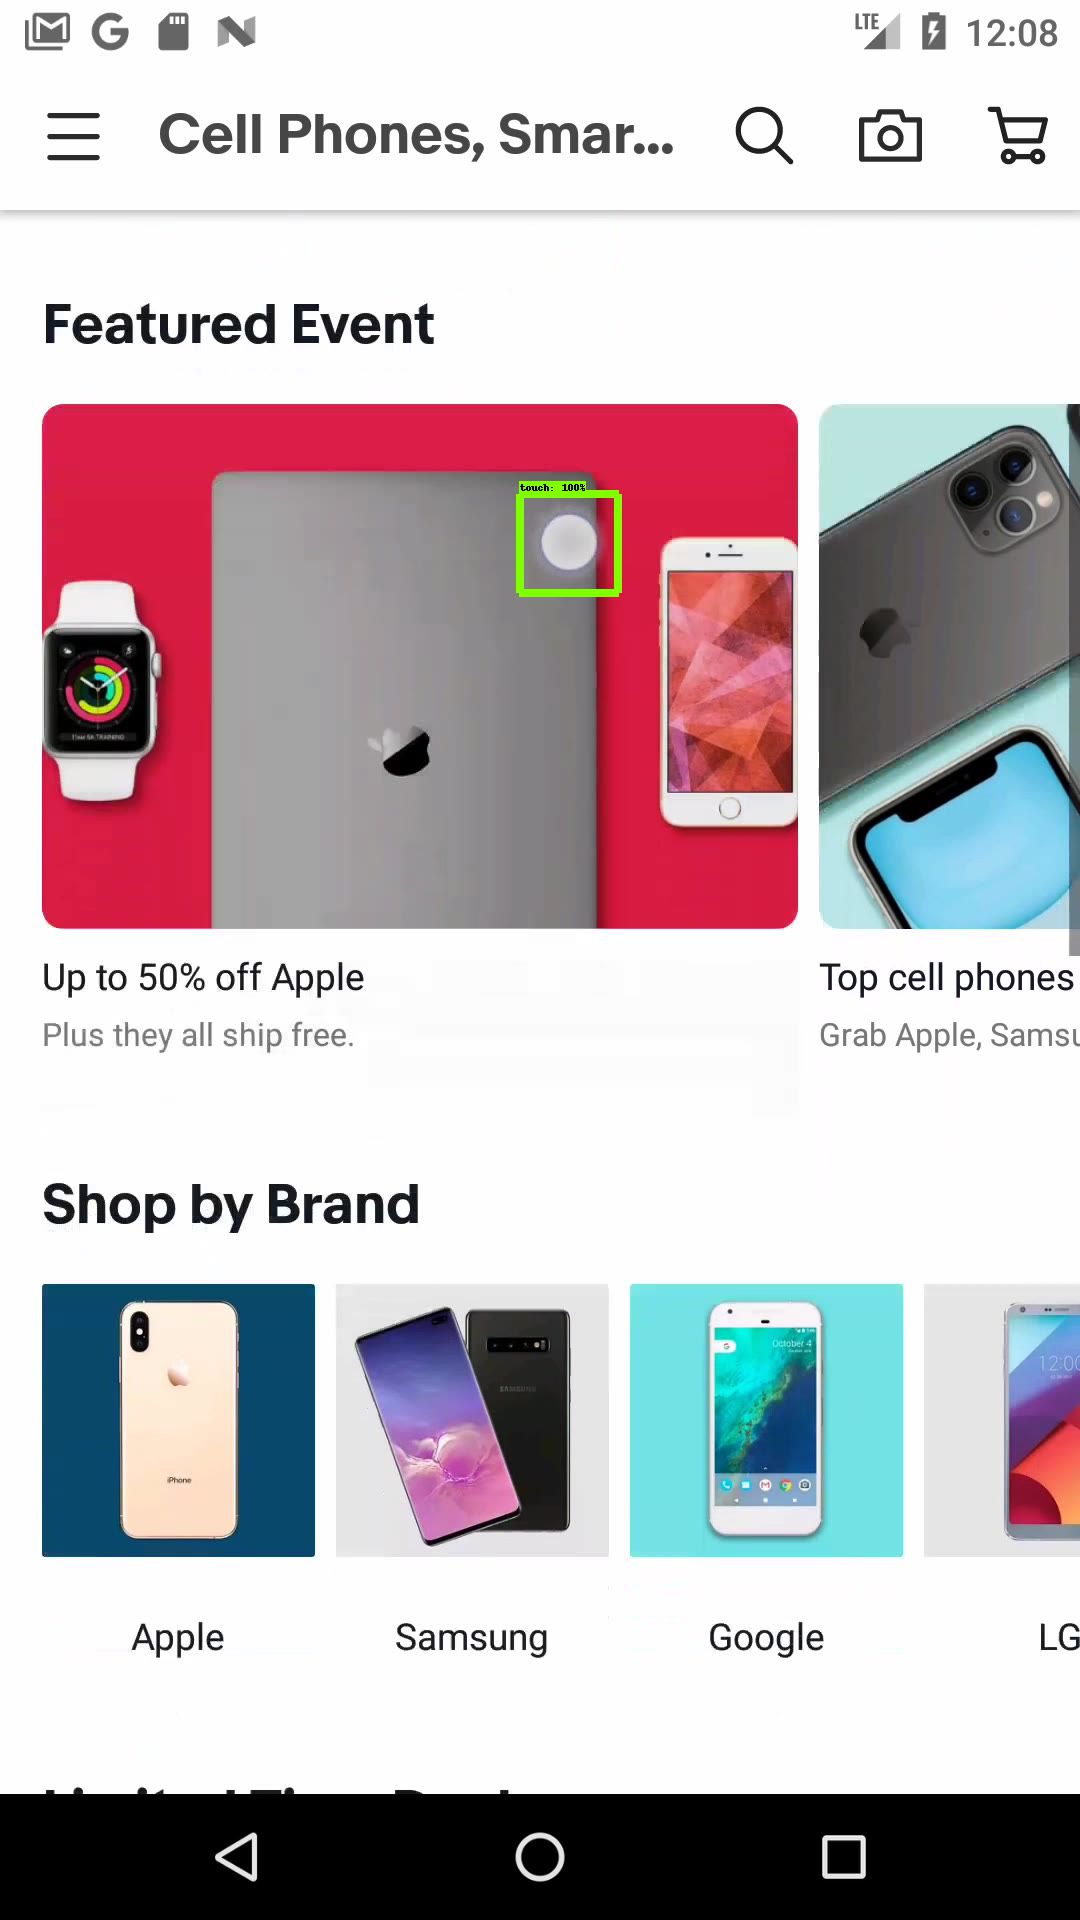 LTE 12:08
Cell Phones, Smar...
Featured Event
touch: 100%
Up to 50% off Apple
Plus they all ship free.
Top cell phones
Grab Apple, Samsu
Shop by Brand
iPhone
SAMSUNG
October 4
12:00
Apple
Samsung
Google
LG